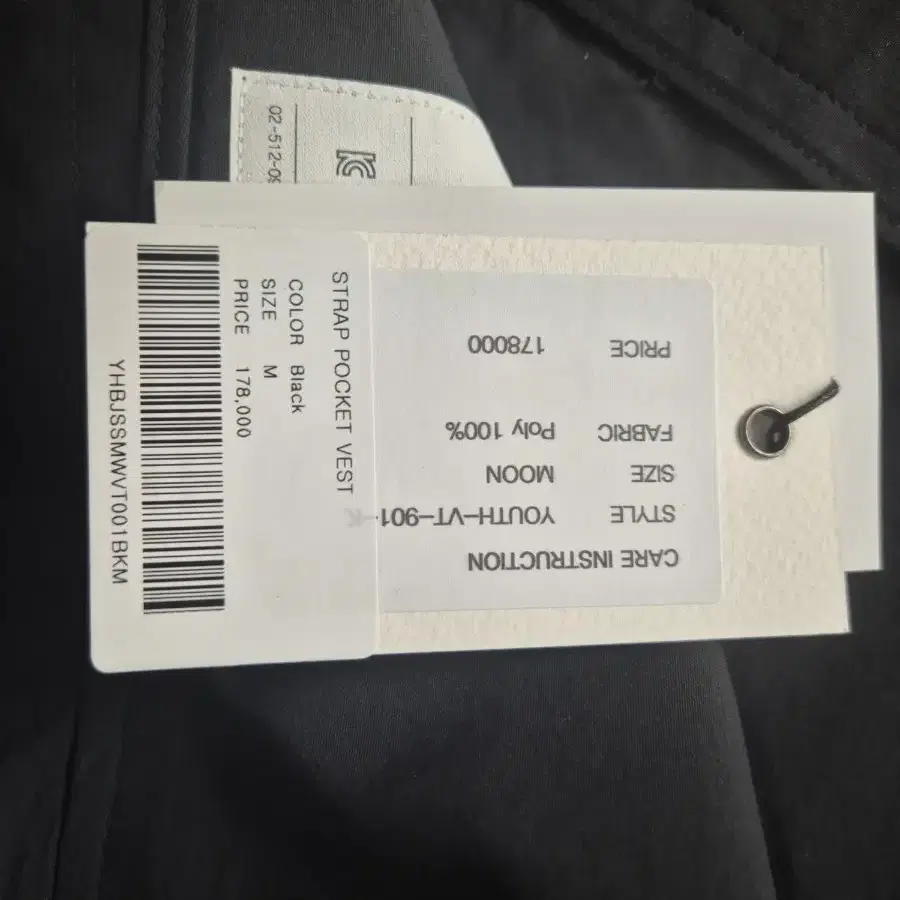 02-512-09
STRAP POCKET VEST
COLOR Black
SIZE M
PRICE 178,000
YHBJSSMWVT001BKM
CARE INSTRUCTION
STYLE YOUTH-VT-901-K
SIZE MOON
FABRIC Poly 100%
PRICE 178000